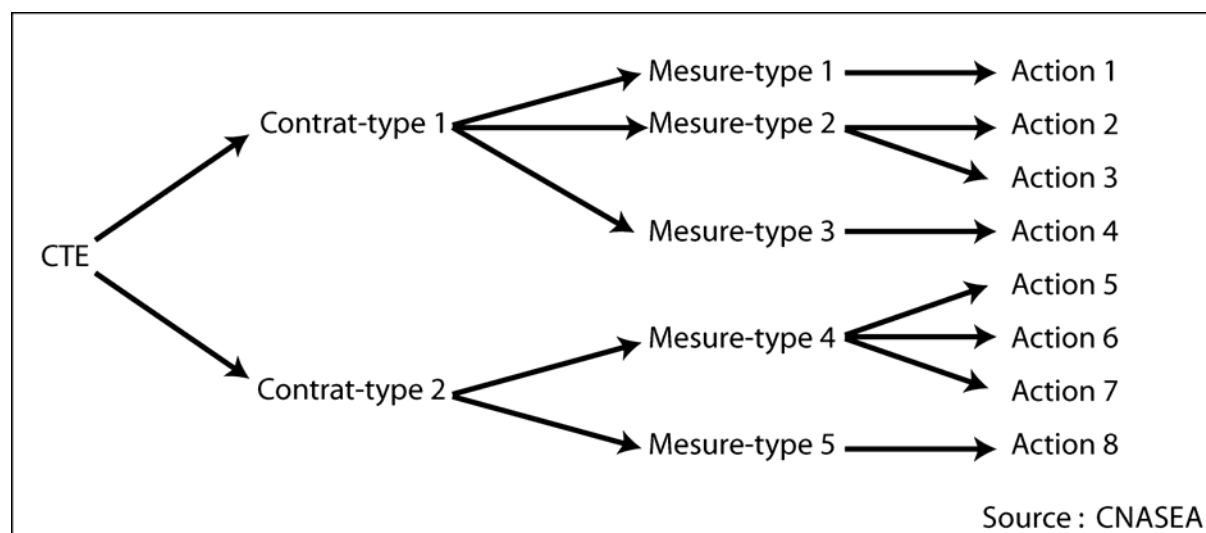 Mesure-type 1
Action 1
Contrat-type 1
Mesure-type 2
Action 2
Action 3
Mesure-type 3
Action 4
CTE
Action 5
Mesure-type 4
Action 6
Contrat-type 2
Action 7
Mesure-type 5
Action 8
Source : CNASEA